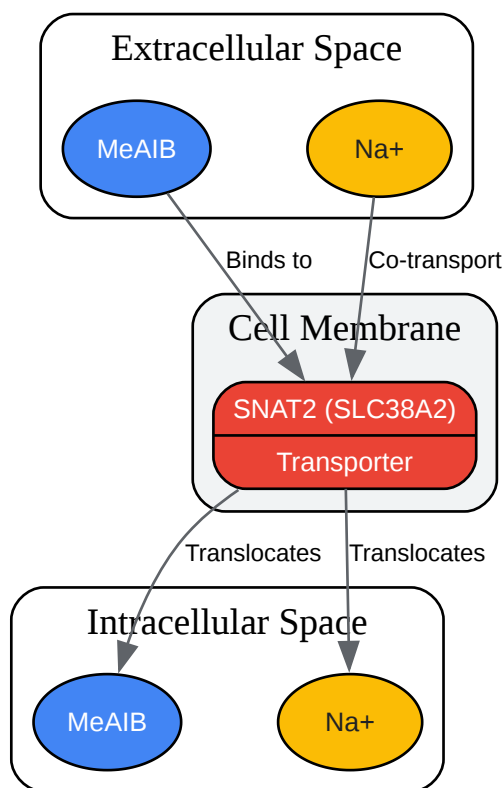 Extracellular Space
MeAIB
Na+
Binds to
Co-transport
Cell Membrane
SNAT2 (SLC38A2)
Transporter
Translocates
Translocates
Intracellular Space
MeAIB
Na+